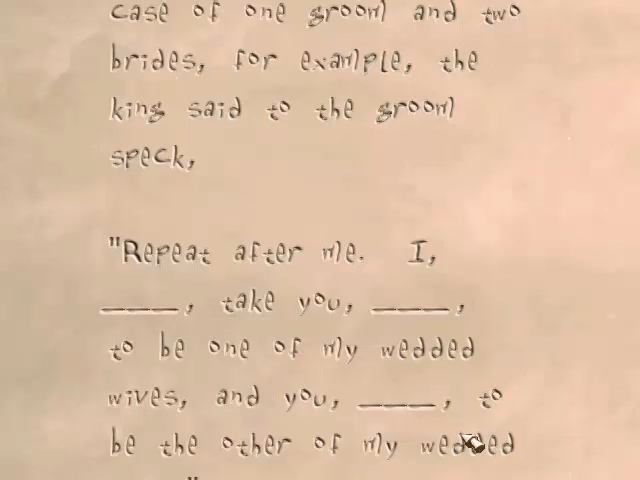 case of one groom and two
brides, for example, the
king said to the groom
speck,
"Repeat after me. I,
____, take you, ____,
to be one of my wedded
wives, and you, ____, to
be the other of my wedded